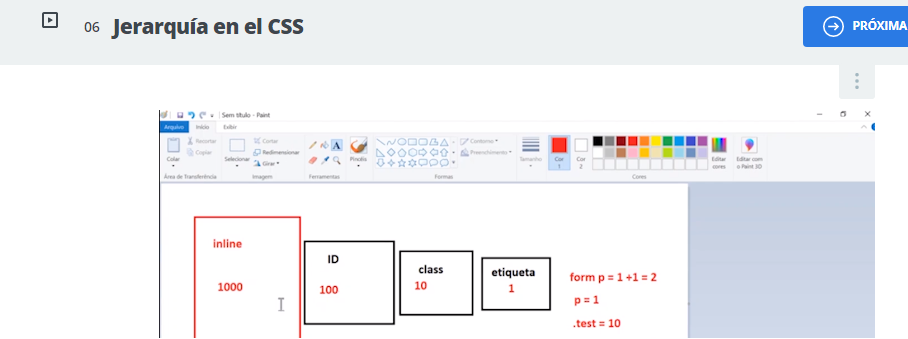 06 Jerarquía en el CSS
PRÓXIMA
Sem título - Paint
Arquivo Início Exibir
Colar
Recortar
Copiar
Área de Transferência
Selecionar
Cortar
Redimensionar
Girar
Imagem
A
Ferramentas
Pincéis
Contorno
Preenchimento
Formas
Tamanho
Cor 1
Cor 2
Editar cores
Editar com o Paint 3D
Cores
inline
1000
ID
100
class
10
etiqueta
1
form p = 1 +1 = 2
p = 1
.test = 10